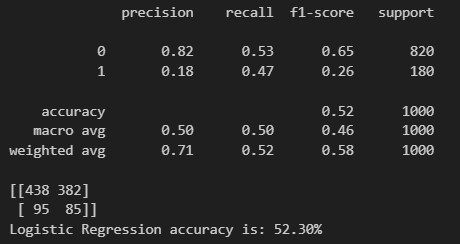 precision recall f1-score support
0 0.82 0.53 0.65 820
1 0.18 0.47 0.26 180
accuracy 0.52 1000
macro avg 0.50 0.50 0.46 1000
weighted avg 0.71 0.52 0.58 1000
[[438 382]
[ 95 85]]
Logistic Regression accuracy is: 52.30%